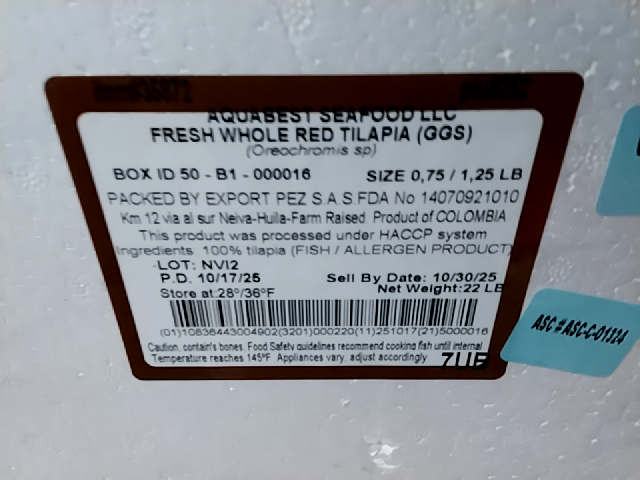 item#35872
AQUABEST SEAFOOD LLC
FRESH WHOLE RED TILAPIA (GGS)
(Oreochromis sp)
BOX ID 50 - B1 - 000016 SIZE 0,75 / 1,25 LB
PACKED BY EXPORT PEZ S.A.S.FDA No 14070921010
Km 12 via al sur Neiva-Huila-Farm Raised. Product of COLOMBIA
This product was processed under HACCP system
Ingredients 100% tilapia (FISH / ALLERGEN PRODUCT)
LOT: NVI2
P.D. 10/17/25 Sell By Date: 10/30/25
Store at:28°/36°F Net Weight:22 LB
(01)10836443004902(3201)000220(11)251017(21)5000016
Caution, contain's bones. Food Safety guidelines recommend cooking fish until internal
Temperature reaches 145ºF. Appliances vary, adjust accordingly
7UB
ASC # ASC-C-01324